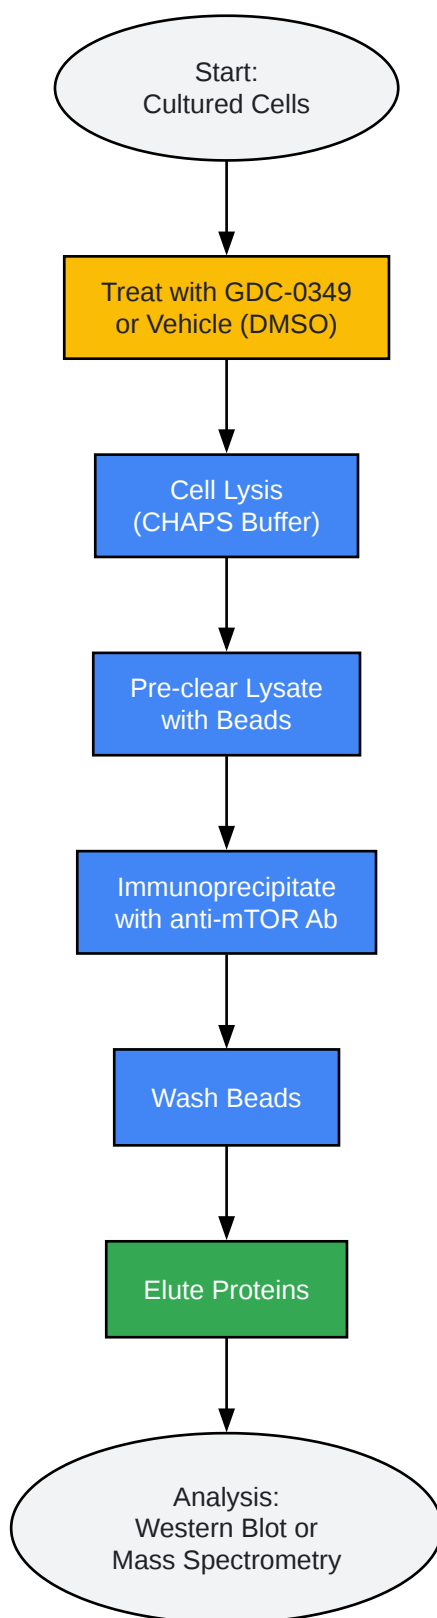 Start:
Cultured Cells
Treat with GDC-0349
or Vehicle (DMSO)
Cell Lysis
(CHAPS Buffer)
Pre-clear Lysate
with Beads
Immunoprecipitate
with anti-mTOR Ab
Wash Beads
Elute Proteins
Analysis:
Western Blot or
Mass Spectrometry